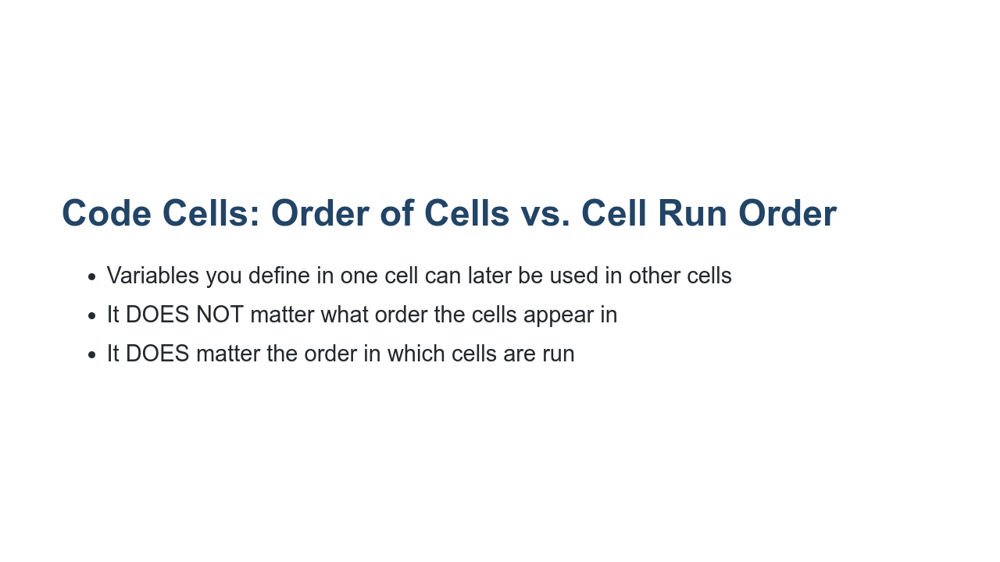 Code Cells: Order of Cells vs. Cell Run Order
• Variables you define in one cell can later be used in other cells
• It DOES NOT matter what order the cells appear in
• It DOES matter the order in which cells are run